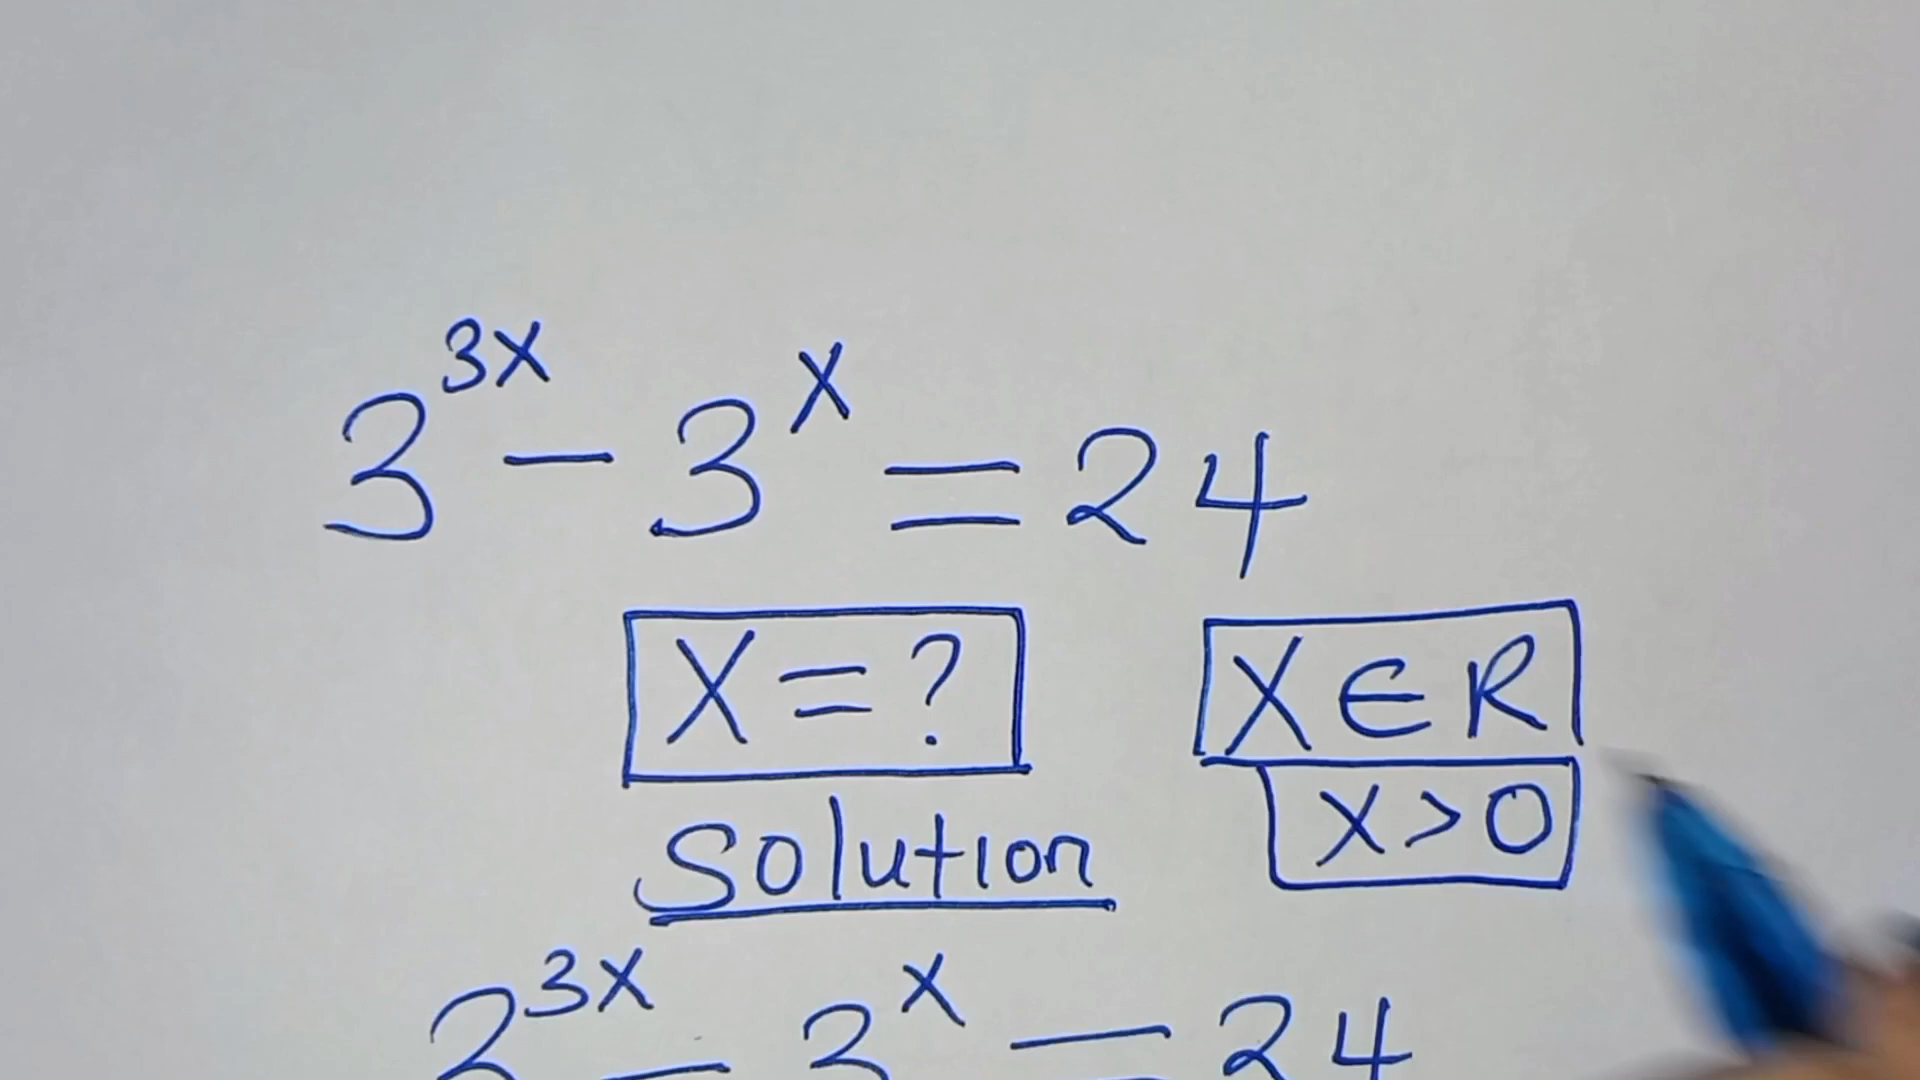 3^{3x} - 3^x = 24
X = ?
X ∈ R
X > 0
Solution
3^{3x} - 3^x = 24